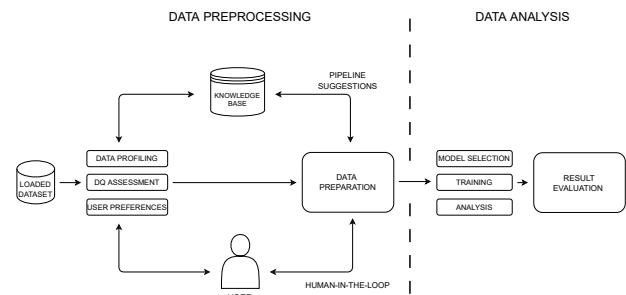 DATA PREPROCESSING
DATA ANALYSIS
PIPELINE
SUGGESTIONS
KNOWLEDGE
BASE
DATA PROFILING
MODEL SELECTION
LOADED
DATASET
DQ ASSESSMENT
DATA
PREPARATION
TRAINING
RESULT
EVALUATION
USER PREFERENCES
ANALYSIS
HUMAN-IN-THE-LOOP